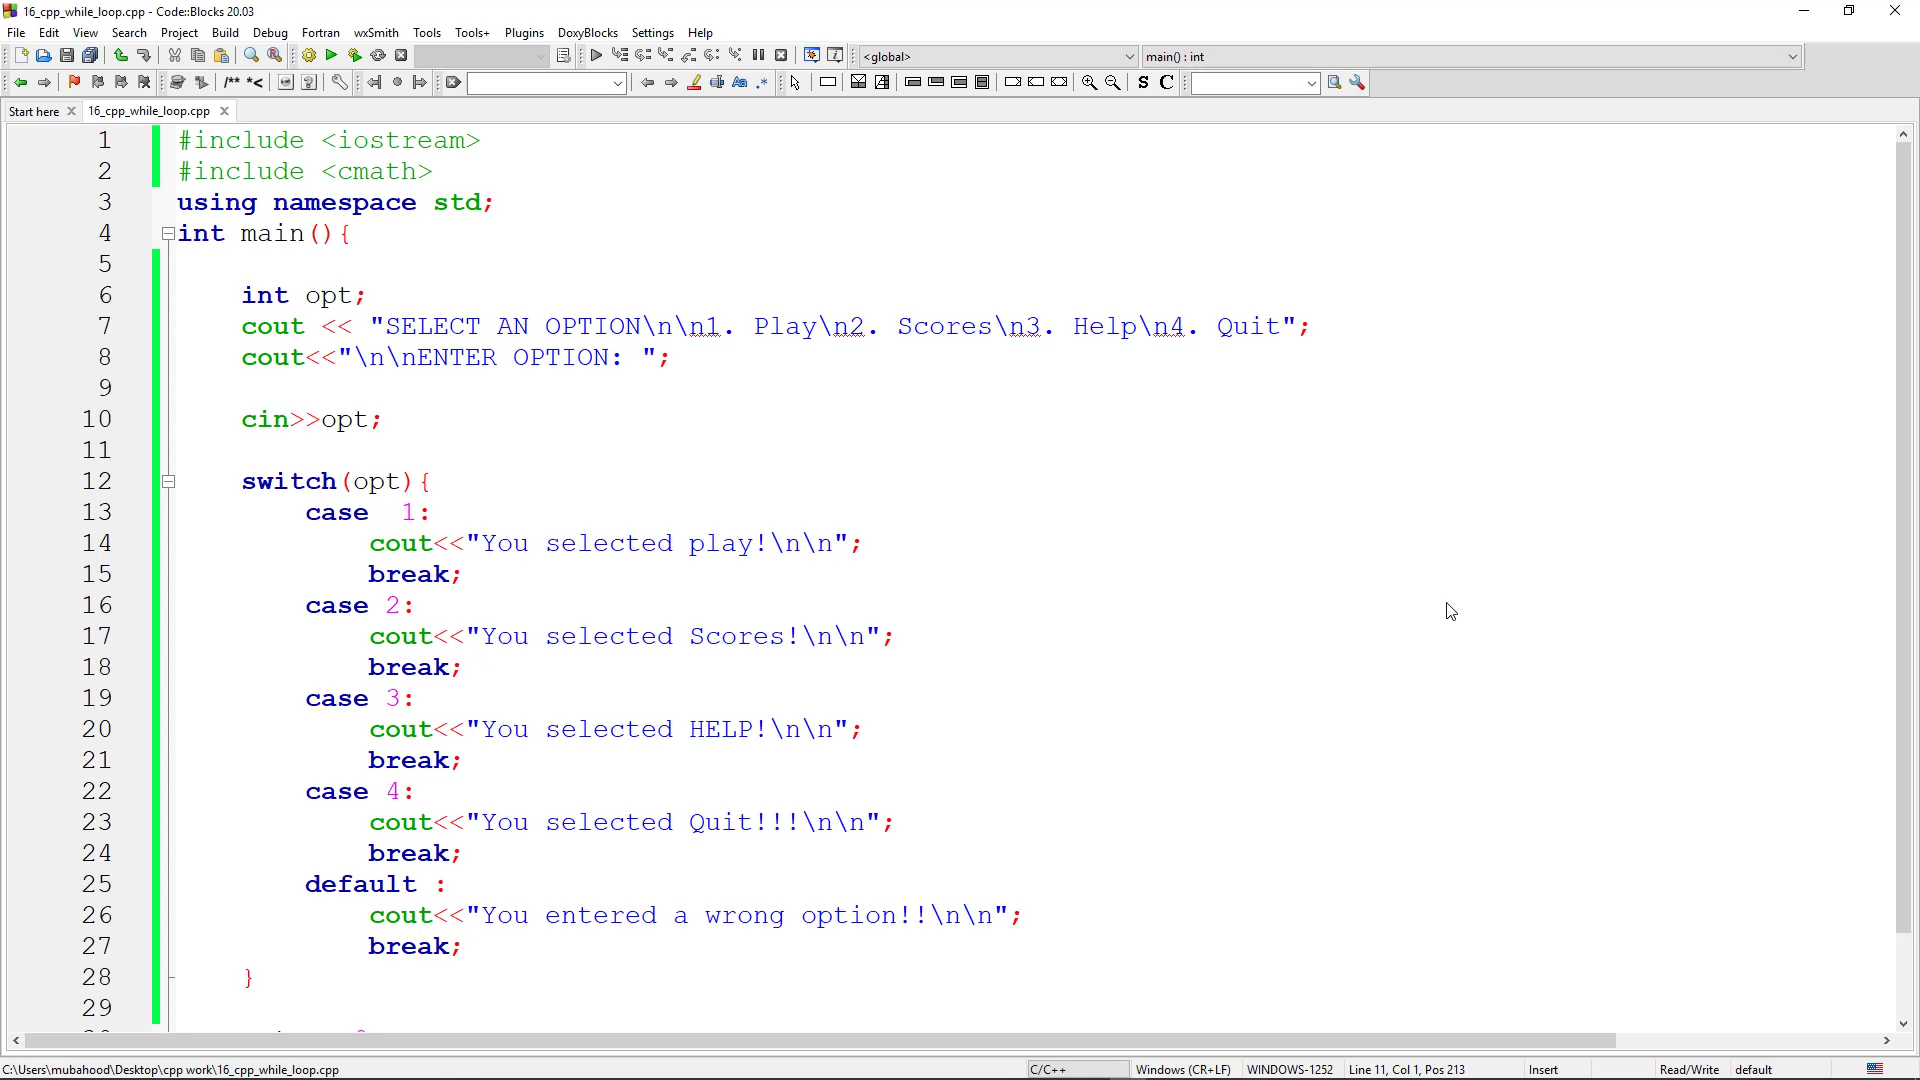 16_cpp_while_loop.cpp - Code::Blocks 20.03
File Edit View Search Project Build Debug Fortran wxSmith Tools Tools+ Plugins DoxyBlocks Settings Help
<global> main() : int
/** *< S C
Start here 16_cpp_while_loop.cpp
1 #include <iostream>
2 #include <cmath>
3 using namespace std;
4 int main(){
5
6 int opt;
7 cout << "SELECT AN OPTION\n\n1. Play\n2. Scores\n3. Help\n4. Quit";
8 cout<<"\n\nENTER OPTION: ";
9
10 cin>>opt;
11
12 switch(opt){
13 case  1:
14 cout<<"You selected play!\n\n";
15 break;
16 case 2:
17 cout<<"You selected Scores!\n\n";
18 break;
19 case 3:
20 cout<<"You selected HELP!\n\n";
21 break;
22 case 4:
23 cout<<"You selected Quit!!!\n\n";
24 break;
25 default :
26 cout<<"You entered a wrong option!!\n\n";
27 break;
28 }
29
C:\Users\mubahood\Desktop\cpp work\16_cpp_while_loop.cpp C/C++ Windows (CR+LF) WINDOWS-1252 Line 11, Col 1, Pos 213 Insert Read/Write default